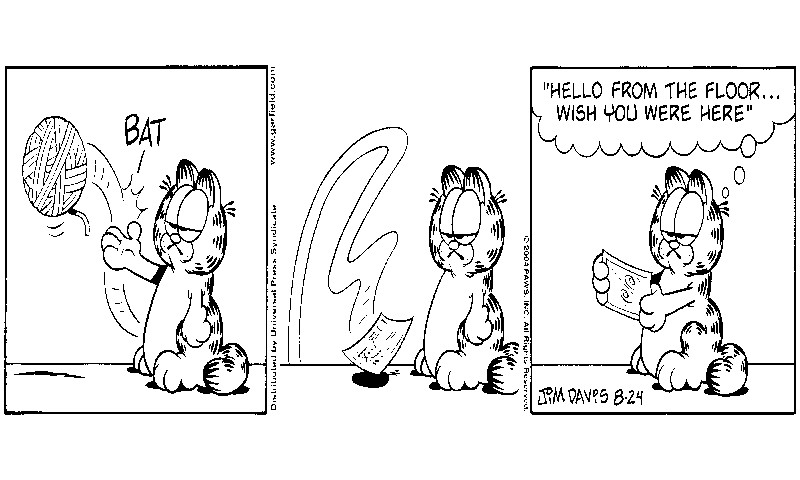 BAT
www.garfield.com
Distributed by Universal Press Syndicate
© 2004 PAWS, INC. All Rights Reserved.
"HELLO FROM THE FLOOR...
WISH YOU WERE HERE"
JIM DAVIS 8-24